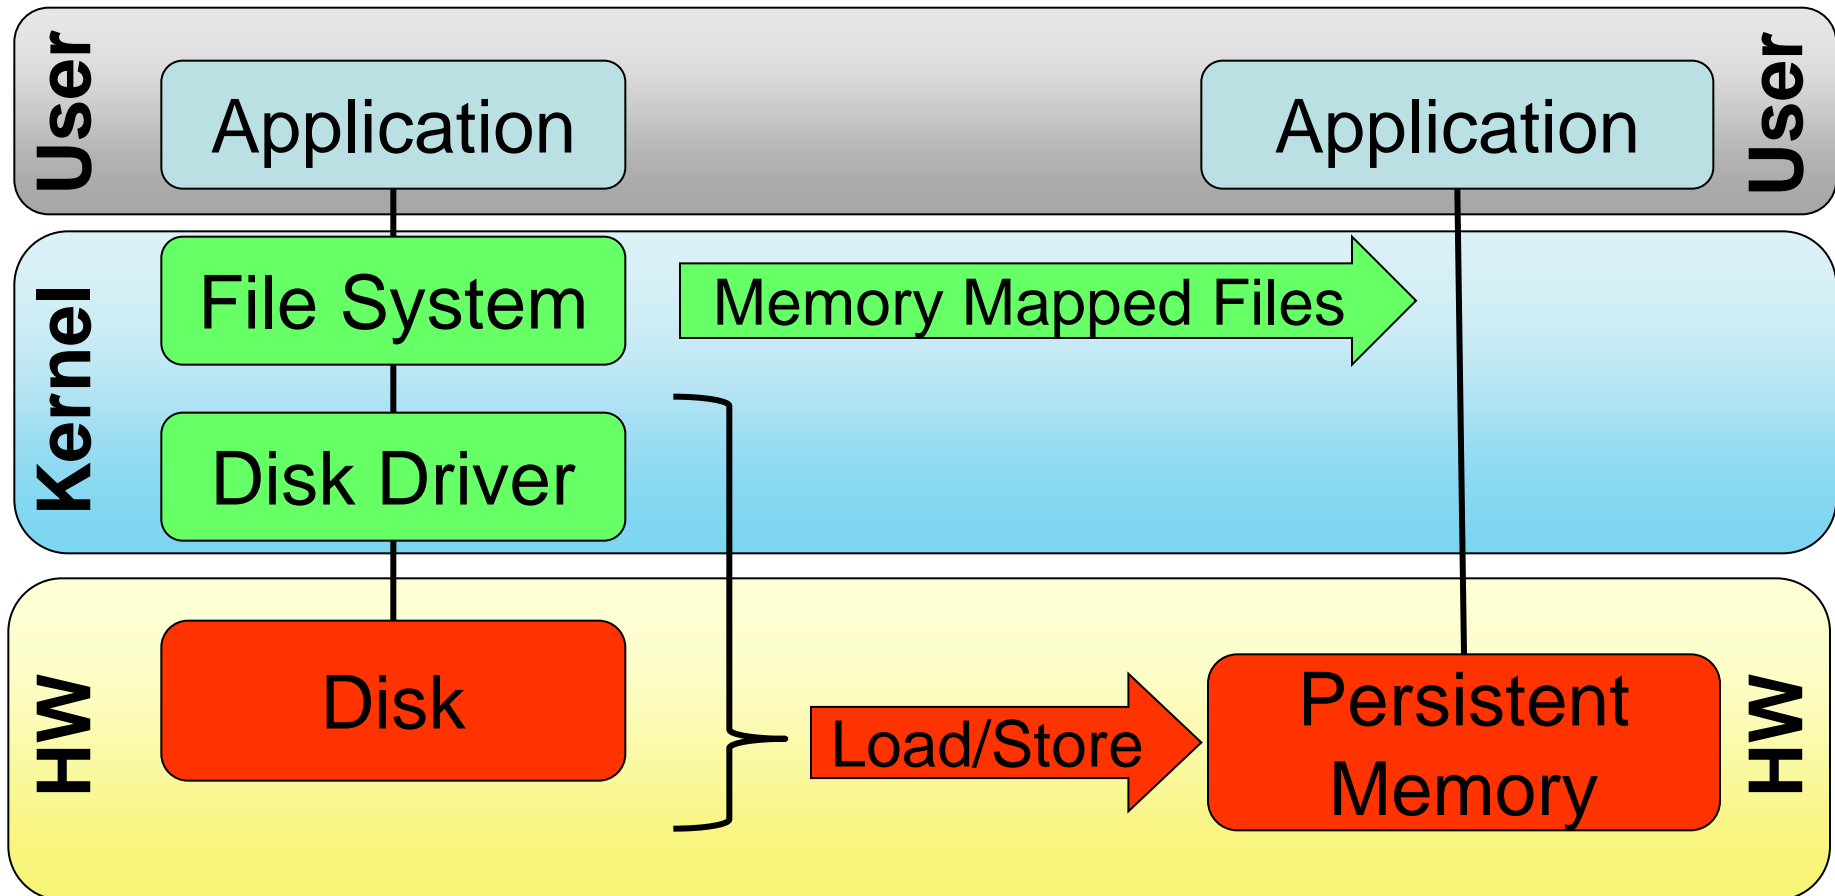 User
Application
Application
User
Kernel
File System
Memory Mapped Files
Disk Driver
HW
Disk
Load/Store
Persistent
Memory
HW